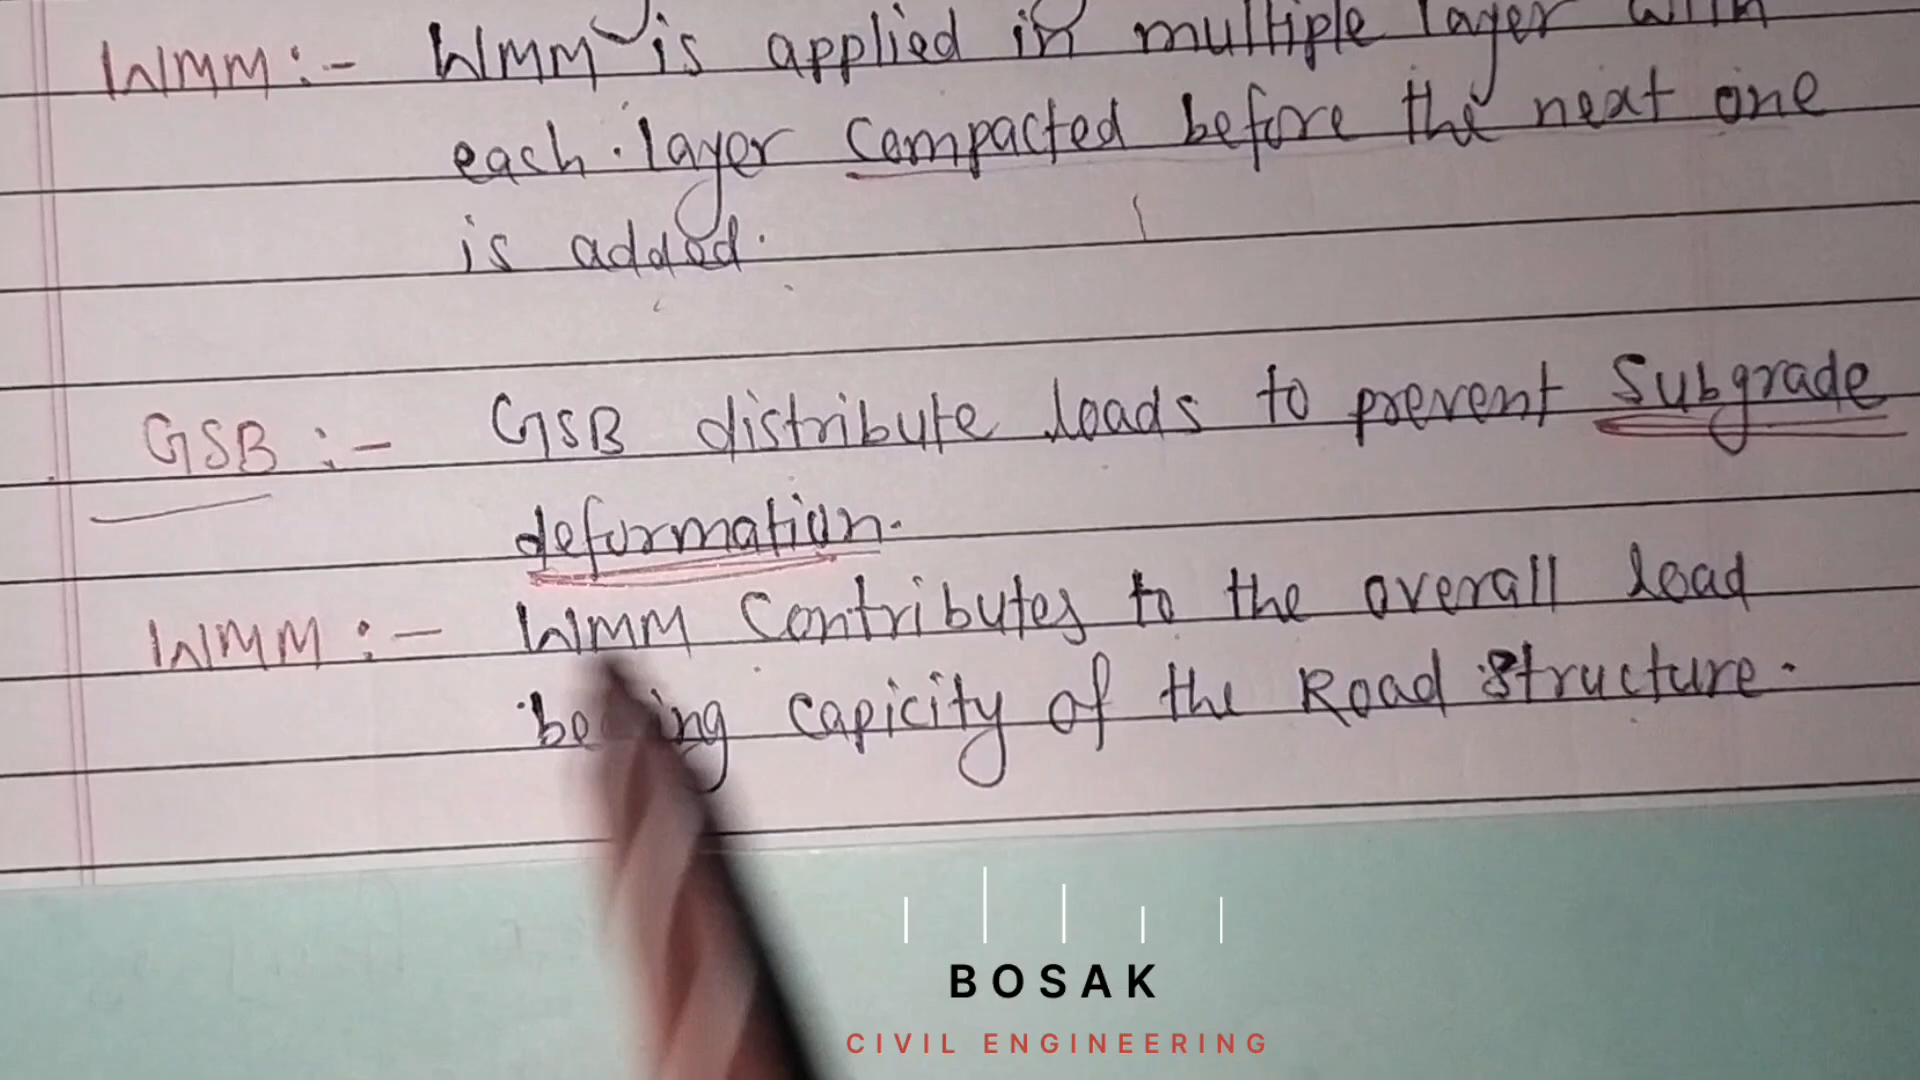 WMM :- WMM is applied in multiple layer with
each layer compacted before the next one
is added.
GSB :- GSB distribute loads to prevent Subgrade
deformation.
WMM :- WMM Contributes to the overall load
capicity of the Road Structure.
BOSAK
CIVIL ENGINEERING